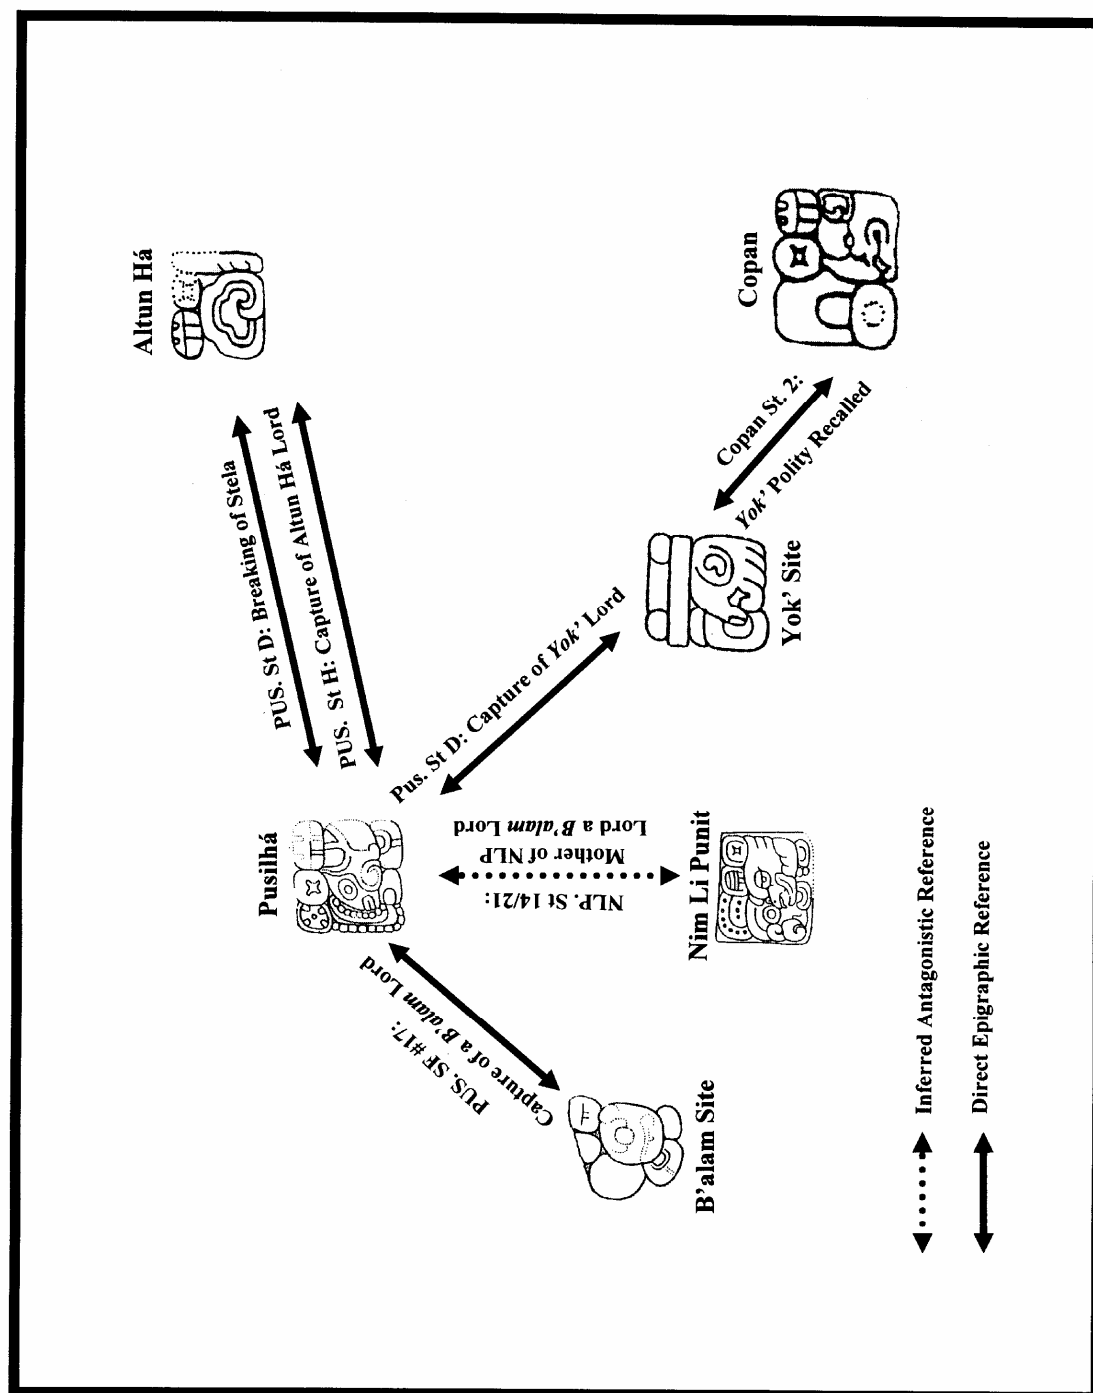 Altun Há
PUS. St D: Breaking of Stela
PUS. St H: Capture of Altun Há Lord
Pusilhá
Copan
Copan St. 2:
Yok' Polity Recalled
Pus. St D: Capture of Yok' Lord
Yok' Site
NLP. St 14/21:
Mother of NLP
Lord a B'alam Lord
Nim Li Punit
PUS. SF #17:
Capture of a B'alam Lord
B'alam Site
Inferred Antagonistic Reference
Direct Epigraphic Reference